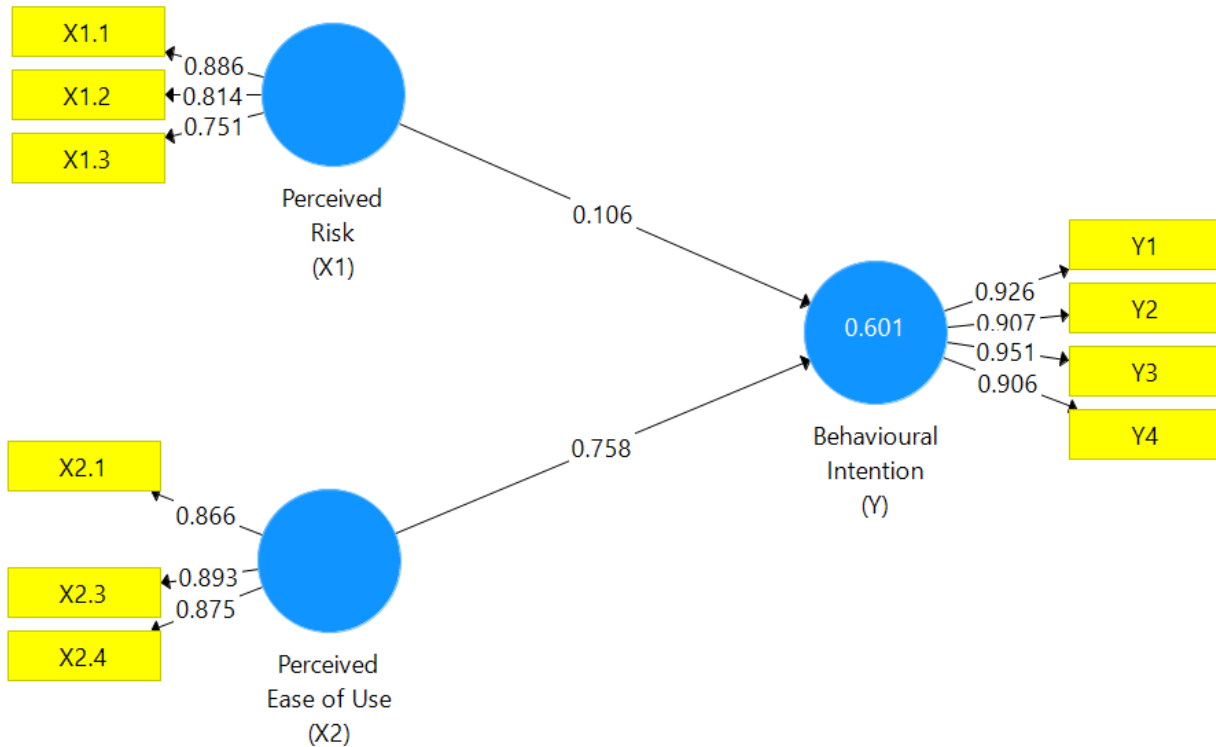 X1.1
0.886
X1.2
0.814
X1.3
0.751
Perceived
Risk
(X1)
0.106
0.601
Y1
0.926
Y2
0.907
Y3
0.951
Y4
0.906
Behavioural
Intention
(Y)
0.758
X2.1
0.866
X2.3
0.893
X2.4
0.875
Perceived
Ease of Use
(X2)